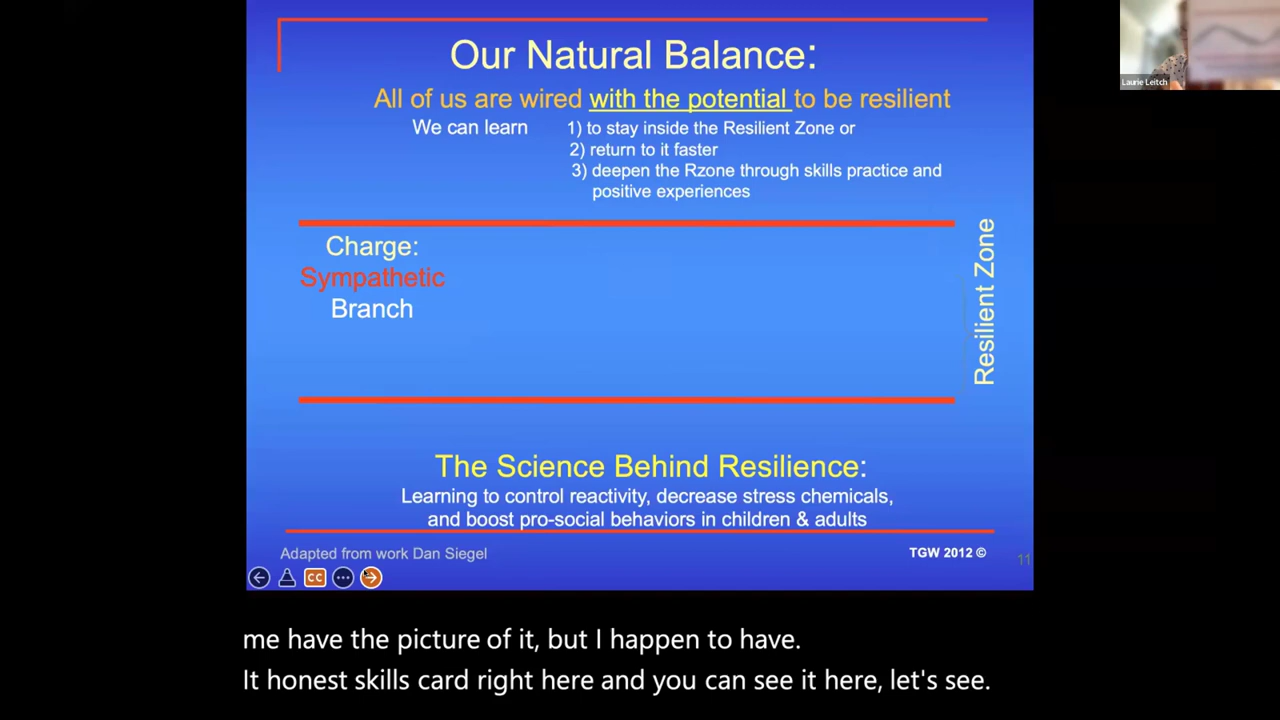 Our Natural Balance:
All of us are wired with the potential to be resilient
We can learn 1) to stay inside the Resilient Zone or
2) return to it faster
3) deepen the Rzone through skills practice and
positive experiences
Charge:
Sympathetic
Branch
Resilient Zone
The Science Behind Resilience:
Learning to control reactivity, decrease stress chemicals,
and boost pro-social behaviors in children & adults
Adapted from work Dan Siegel
TGW 2012 ©
11
CC
Laurie Leitch
me have the picture of it, but I happen to have.
It honest skills card right here and you can see it here, let's see.